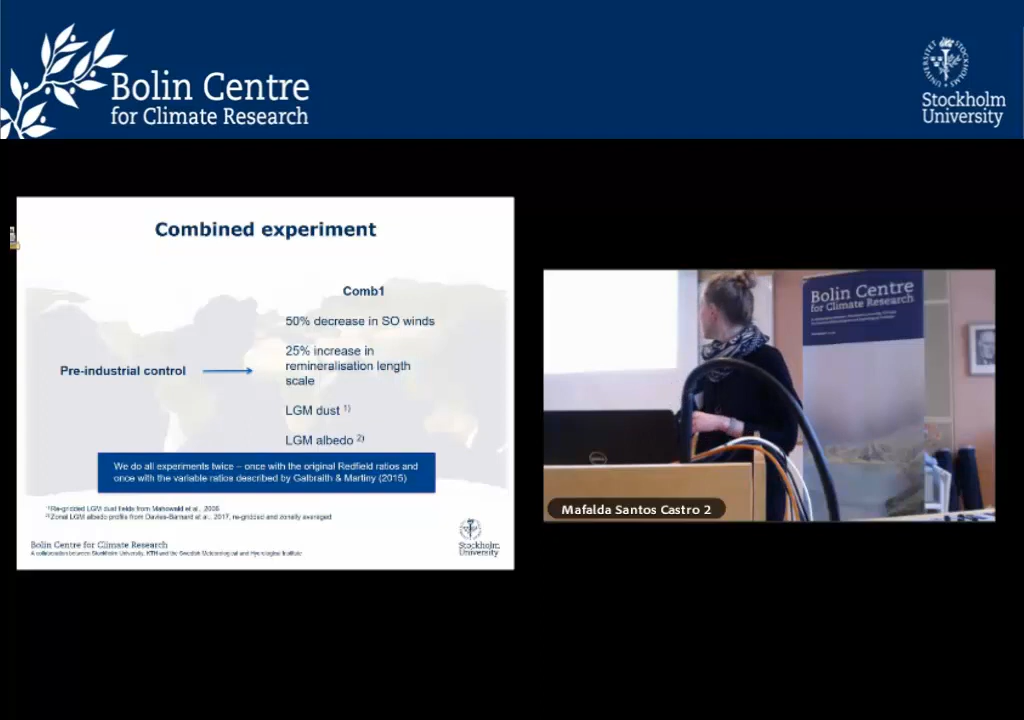 Bolin Centre
for Climate Research
Stockholm
University
Combined experiment
Comb1
50% decrease in SO winds
25% increase in
remineralisation length
scale
Pre-industrial control
LGM dust 1)
LGM albedo 2)
We do all experiments twice – once with the original Redfield ratios and
once with the variable ratios described by Galbraith & Martiny (2015)
1) Re-gridded LGM dust fields from Mahowald et al., 2006
2) Zonal LGM albedo profiles from Davies-Barnard et al., 2017, re-gridded and zonally averaged
Bolin Centre for Climate Research
A collaboration between Stockholm University, KTH and the Swedish Meteorological and Hydrological Institute
Stockholm
University
Bolin Centre
for Climate Research
Mafalda Santos Castro 2